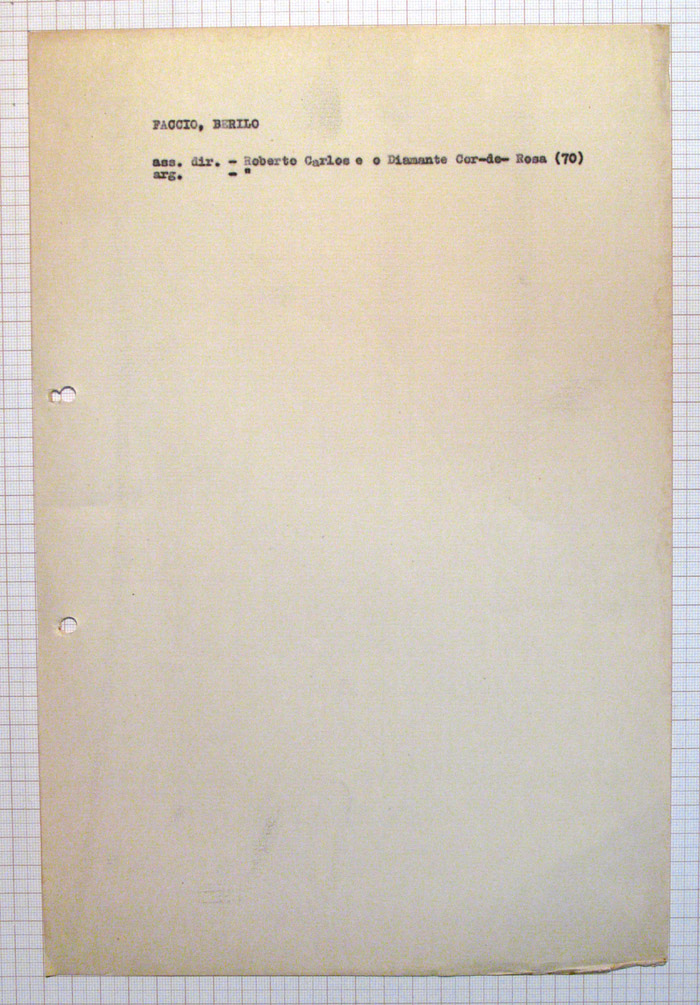 FACCIO, BERILO
ass. dir. - Roberto Carlos e o Diamante Cor-de- Rosa (70)
arg. - "